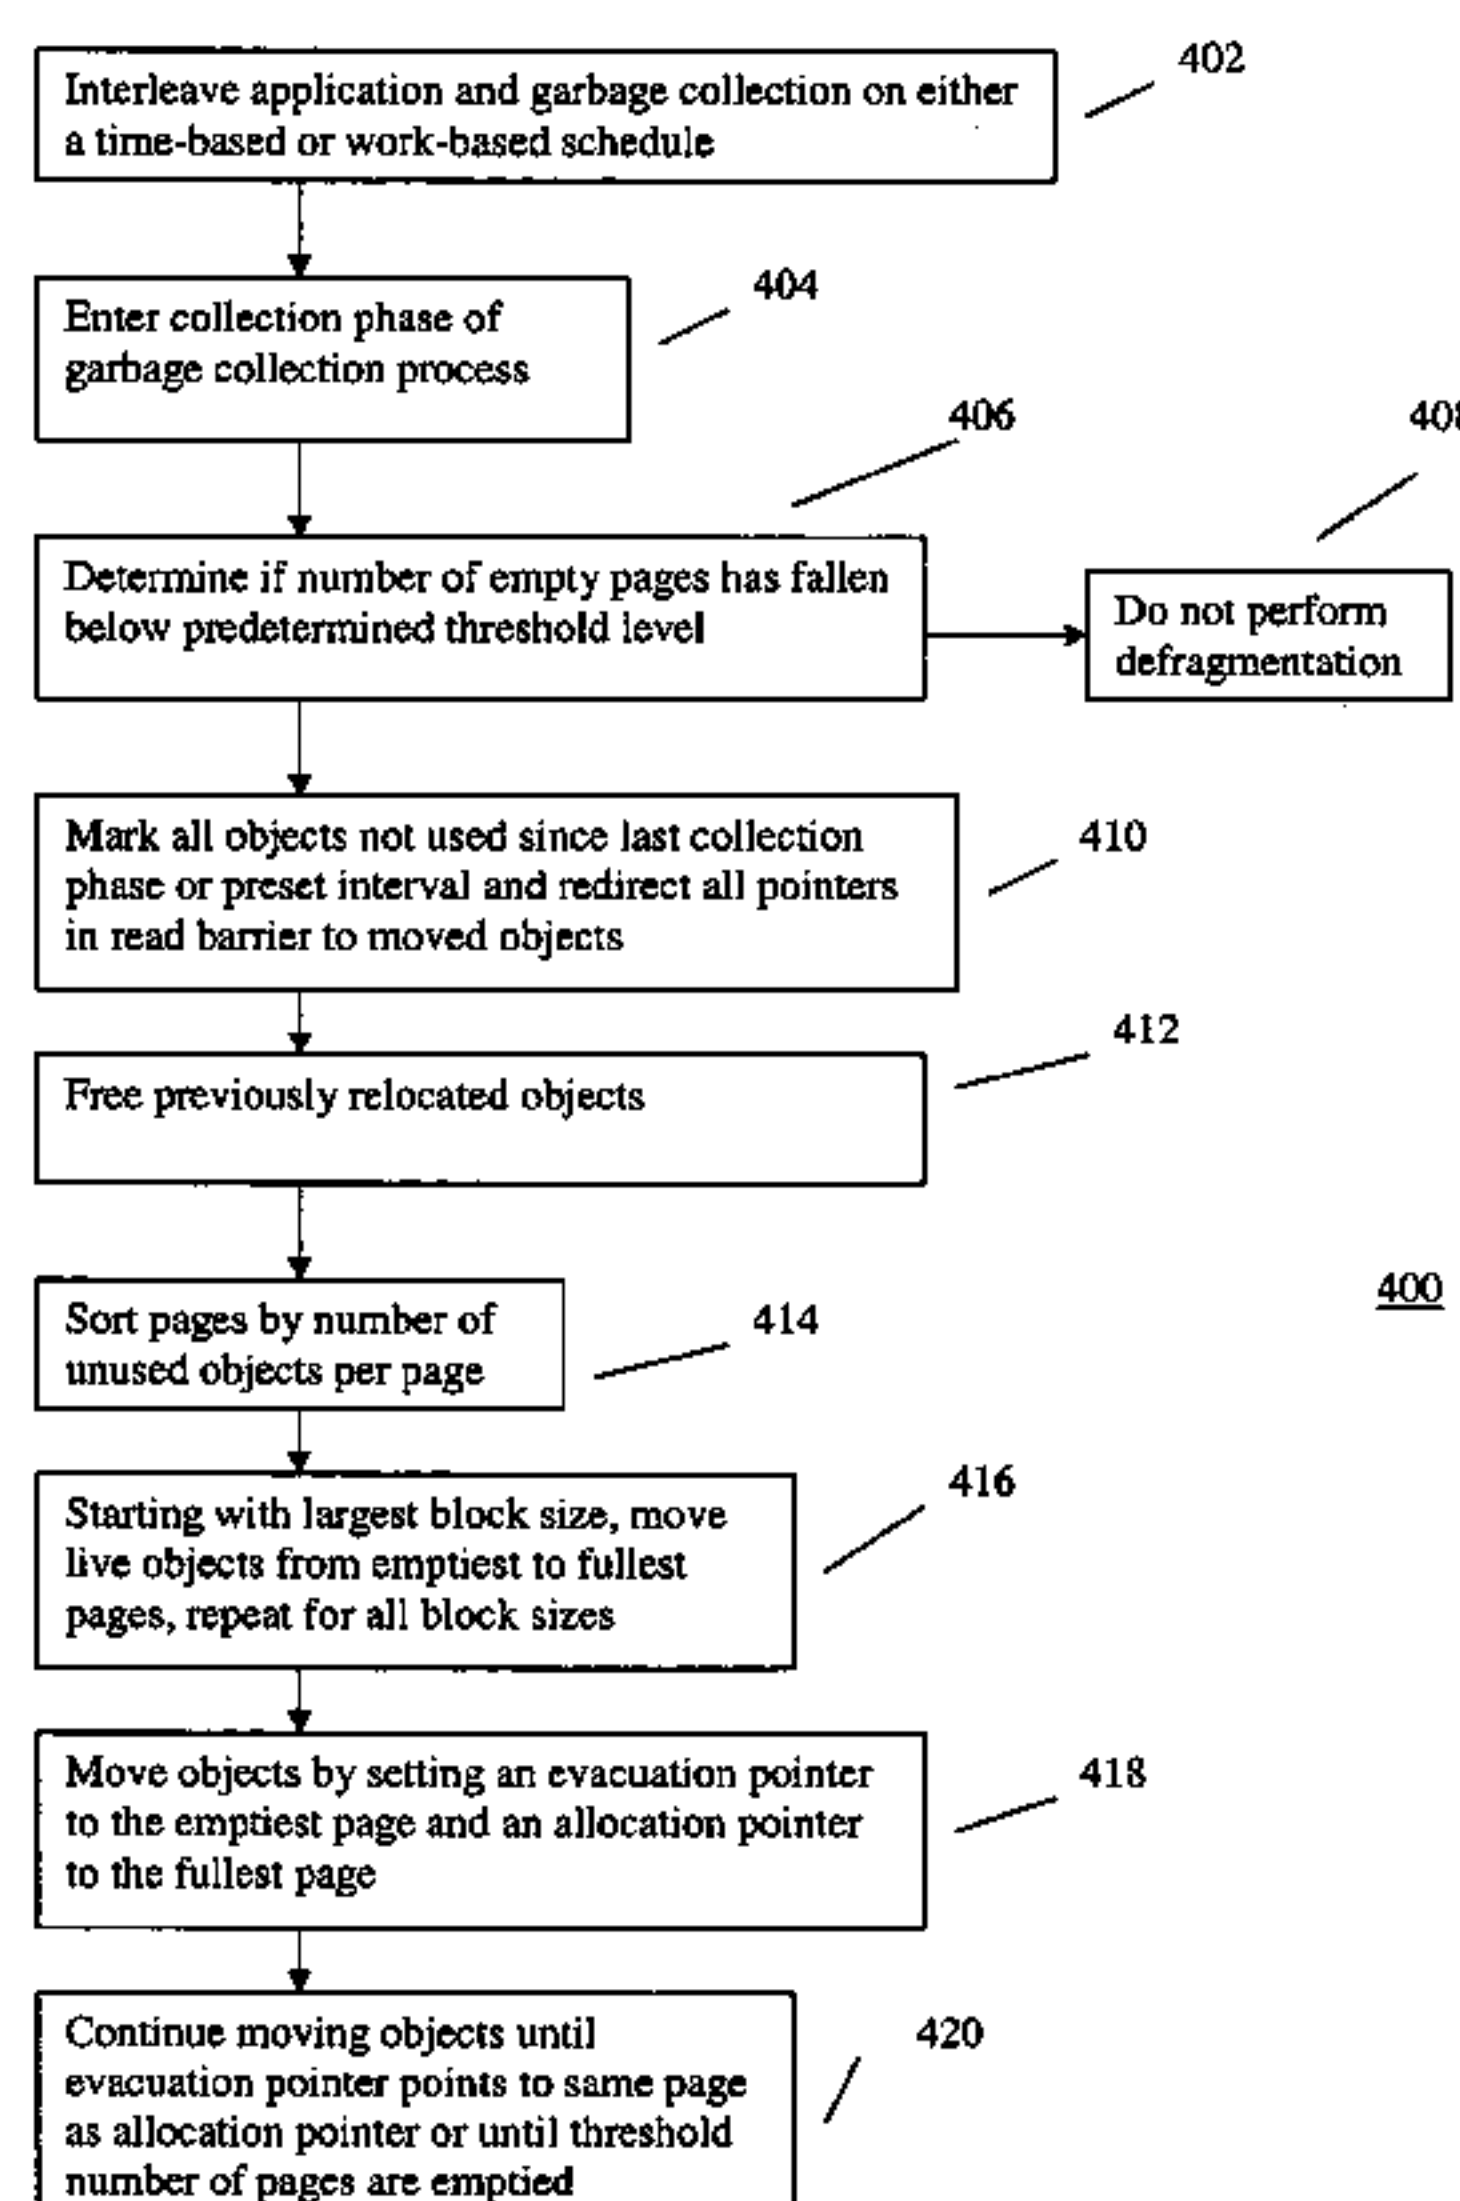 402
Interleave application and garbage collection on either
a time-based or work-based schedule
404
Enter collection phase of
garbage collection process
406
Determine if number of empty pages has fallen
below predetermined threshold level
Do not perform
defragmentation
410
Mark all objects not used since last collection
phase or preset interval and redirect all pointers
in read barrier to moved objects
412
Free previously relocated objects
400
414
Sort pages by number of
unused objects per page
416
Starting with largest block size, move
live objects from emptiest to fullest
pages, repeat for all block sizes
418
Move objects by setting an evacuation pointer
to the emptiest page and an allocation pointer
to the fullest page
420
Continue moving objects until
evacuation pointer points to same page
as allocation pointer or until threshold
number of pages are emptied